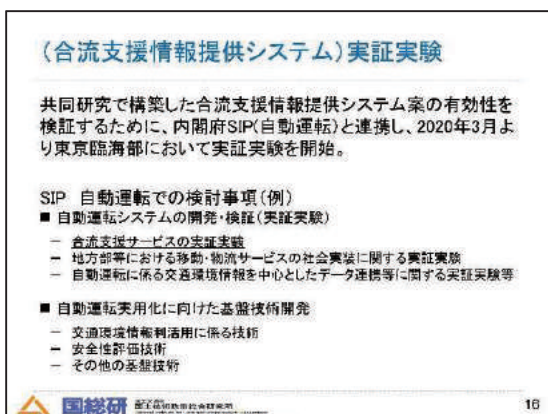 (合流支援情報提供システム)実証実験
共同研究で構築した合流支援情報提供システム案の有効性を
検証するために、内閣府SIP(自動運転)と連携し、2020年3月よ
り東京臨海部において実証実験を開始。
SIP 自動運転での検討事項(例)
■ 自動運転システムの開発・検証(実証実験)
− 合流支援サービスの実証実験
− 地方部等における移動・物流サービスの社会実装に関する実証実験
− 自動運転に係る交通環境情報を中心としたデータ連携等に関する実証実験等
■ 自動運転実用化に向けた基盤技術開発
− 交通環境情報利活用に係る技術
− 安全性評価技術
− その他の基盤技術
国総研
16